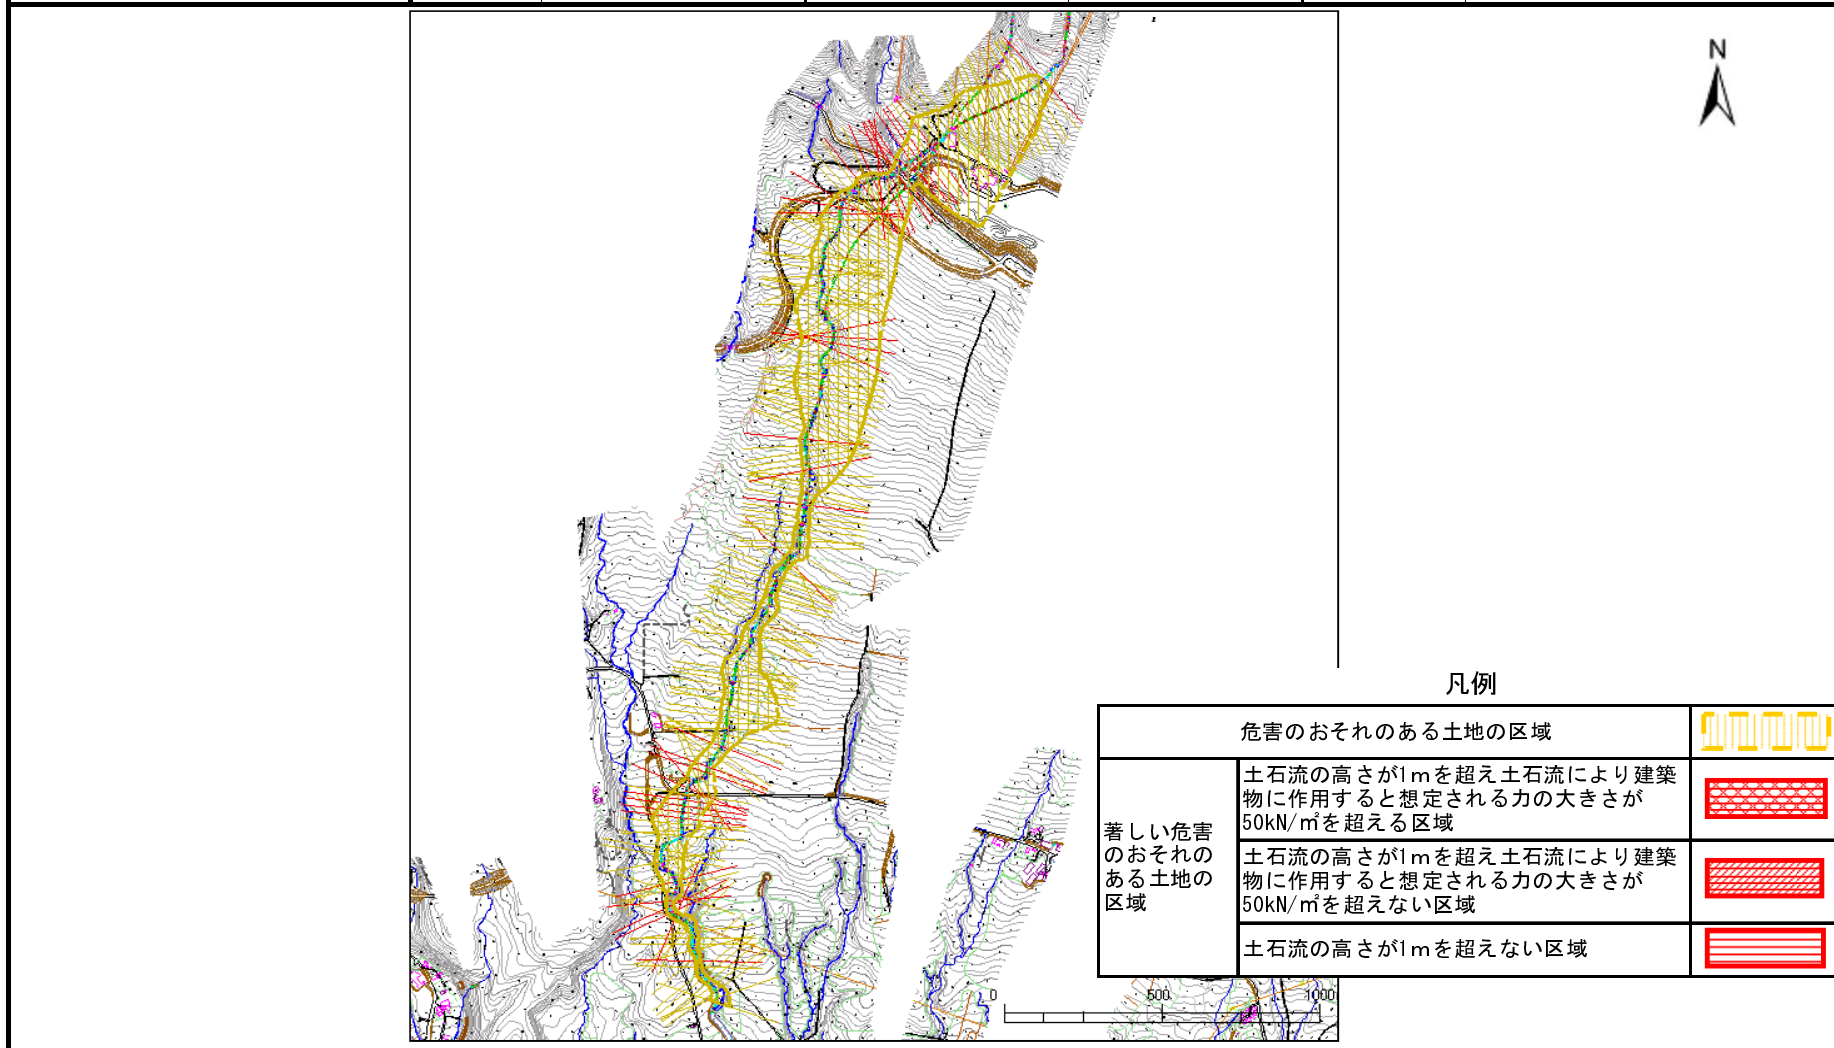 N
凡例
危害のおそれのある土地の区域
著しい危害
のおそれの
ある土地の
区域
土石流の高さが1ｍを超え土石流により建築
物に作用すると想定される力の大きさが
50kN/㎡を超える区域
土石流の高さが1ｍを超え土石流により建築
物に作用すると想定される力の大きさが
50kN/㎡を超えない区域
土石流の高さが1ｍを超えない区域
0 500 1000